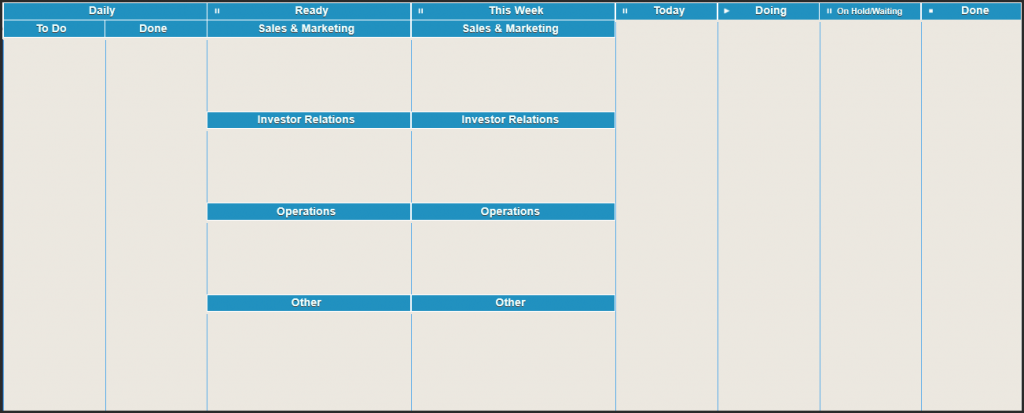 Daily Ready This Week Today Doing On Hold/Waiting Done
To Do Done Sales & Marketing Sales & Marketing
Investor Relations Investor Relations
Operations Operations
Other Other